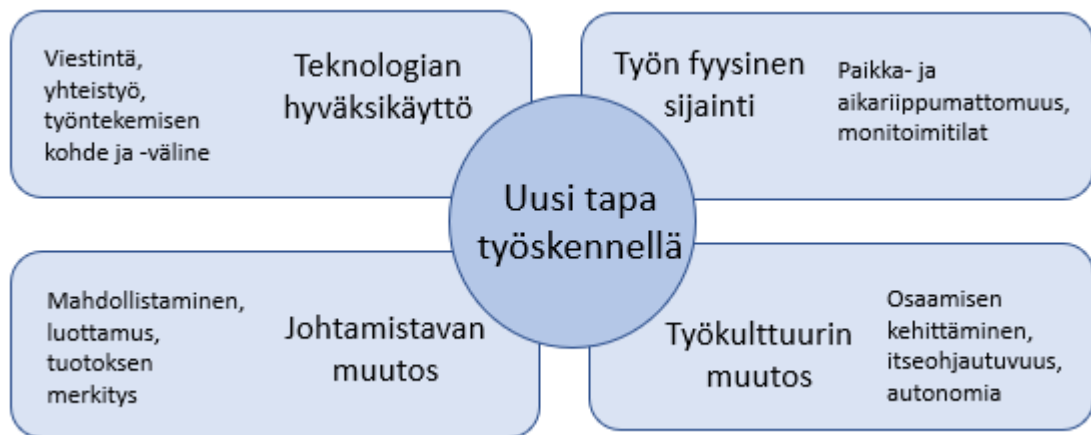 Viestintä,
yhteistyö,
työntekemisen
kohde ja -väline
Teknologian
hyväksikäyttö
Työn fyysinen
sijainti
Paikka- ja
aikariippumattomuus,
monitoimitilat
Uusi tapa
työskennellä
Mahdollistaminen,
luottamus,
tuotoksen
merkitys
Johtamistavan
muutos
Työkulttuurin
muutos
Osaamisen
kehittäminen,
itseohjautuvuus,
autonomia